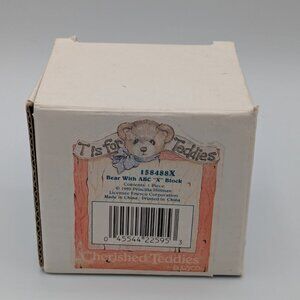 T is for Teddies
158488X
Bear With ABC "X" Block
Contents: 1 Piece
© 1995 Priscilla Hillman
Licensee Enesco Corporation
Made in China Printed in China
0 45544 22595 3
Cherished Teddies